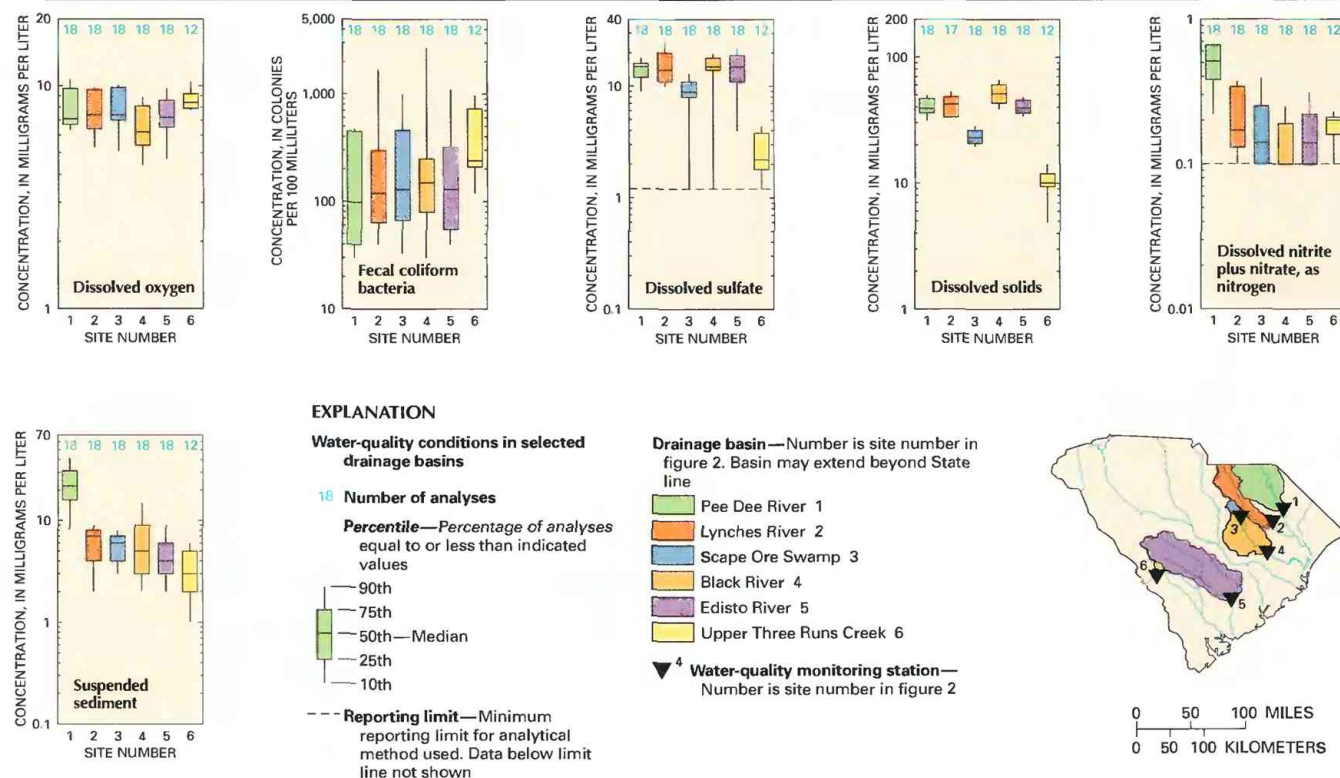 CONCENTRATION, IN MILLIGRAMS PER LITER
20
10
1
18 18 18 18 18 12
Dissolved oxygen
1 2 3 4 5 6
SITE NUMBER
CONCENTRATION, IN COLONIES
PER 100 MILLILITERS
5,000
1,000
100
10
18 18 18 18 18 12
Fecal coliform
bacteria
1 2 3 4 5 6
SITE NUMBER
CONCENTRATION, IN MILLIGRAMS PER LITER
40
10
1
0.1
18 18 18 18 18 12
Dissolved sulfate
1 2 3 4 5 6
SITE NUMBER
CONCENTRATION, IN MILLIGRAMS PER LITER
200
100
10
1
18 17 18 18 18 12
Dissolved solids
1 2 3 4 5 6
SITE NUMBER
CONCENTRATION, IN MILLIGRAMS PER LITER
1
0.1
0.01
18 18 18 18 18 12
Dissolved nitrite
plus nitrate, as
nitrogen
1 2 3 4 5 6
SITE NUMBER
CONCENTRATION, IN MILLIGRAMS PER LITER
70
10
1
0.1
18 18 18 18 18 12
Suspended
sediment
1 2 3 4 5 6
SITE NUMBER
EXPLANATION
Water-quality conditions in selected
drainage basins
18 Number of analyses
Percentile—Percentage of analyses
equal to or less than indicated
values
90th
75th
50th—Median
25th
10th
Reporting limit—Minimum
reporting limit for analytical
method used. Data below limit
line not shown
Drainage basin—Number is site number in
figure 2. Basin may extend beyond State
line
Pee Dee River 1
Lynches River 2
Scape Ore Swamp 3
Black River 4
Edisto River 5
Upper Three Runs Creek 6
4 Water-quality monitoring station—
Number is site number in figure 2
1
2
3
4
5
6
0 50 100 MILES
0 50 100 KILOMETERS